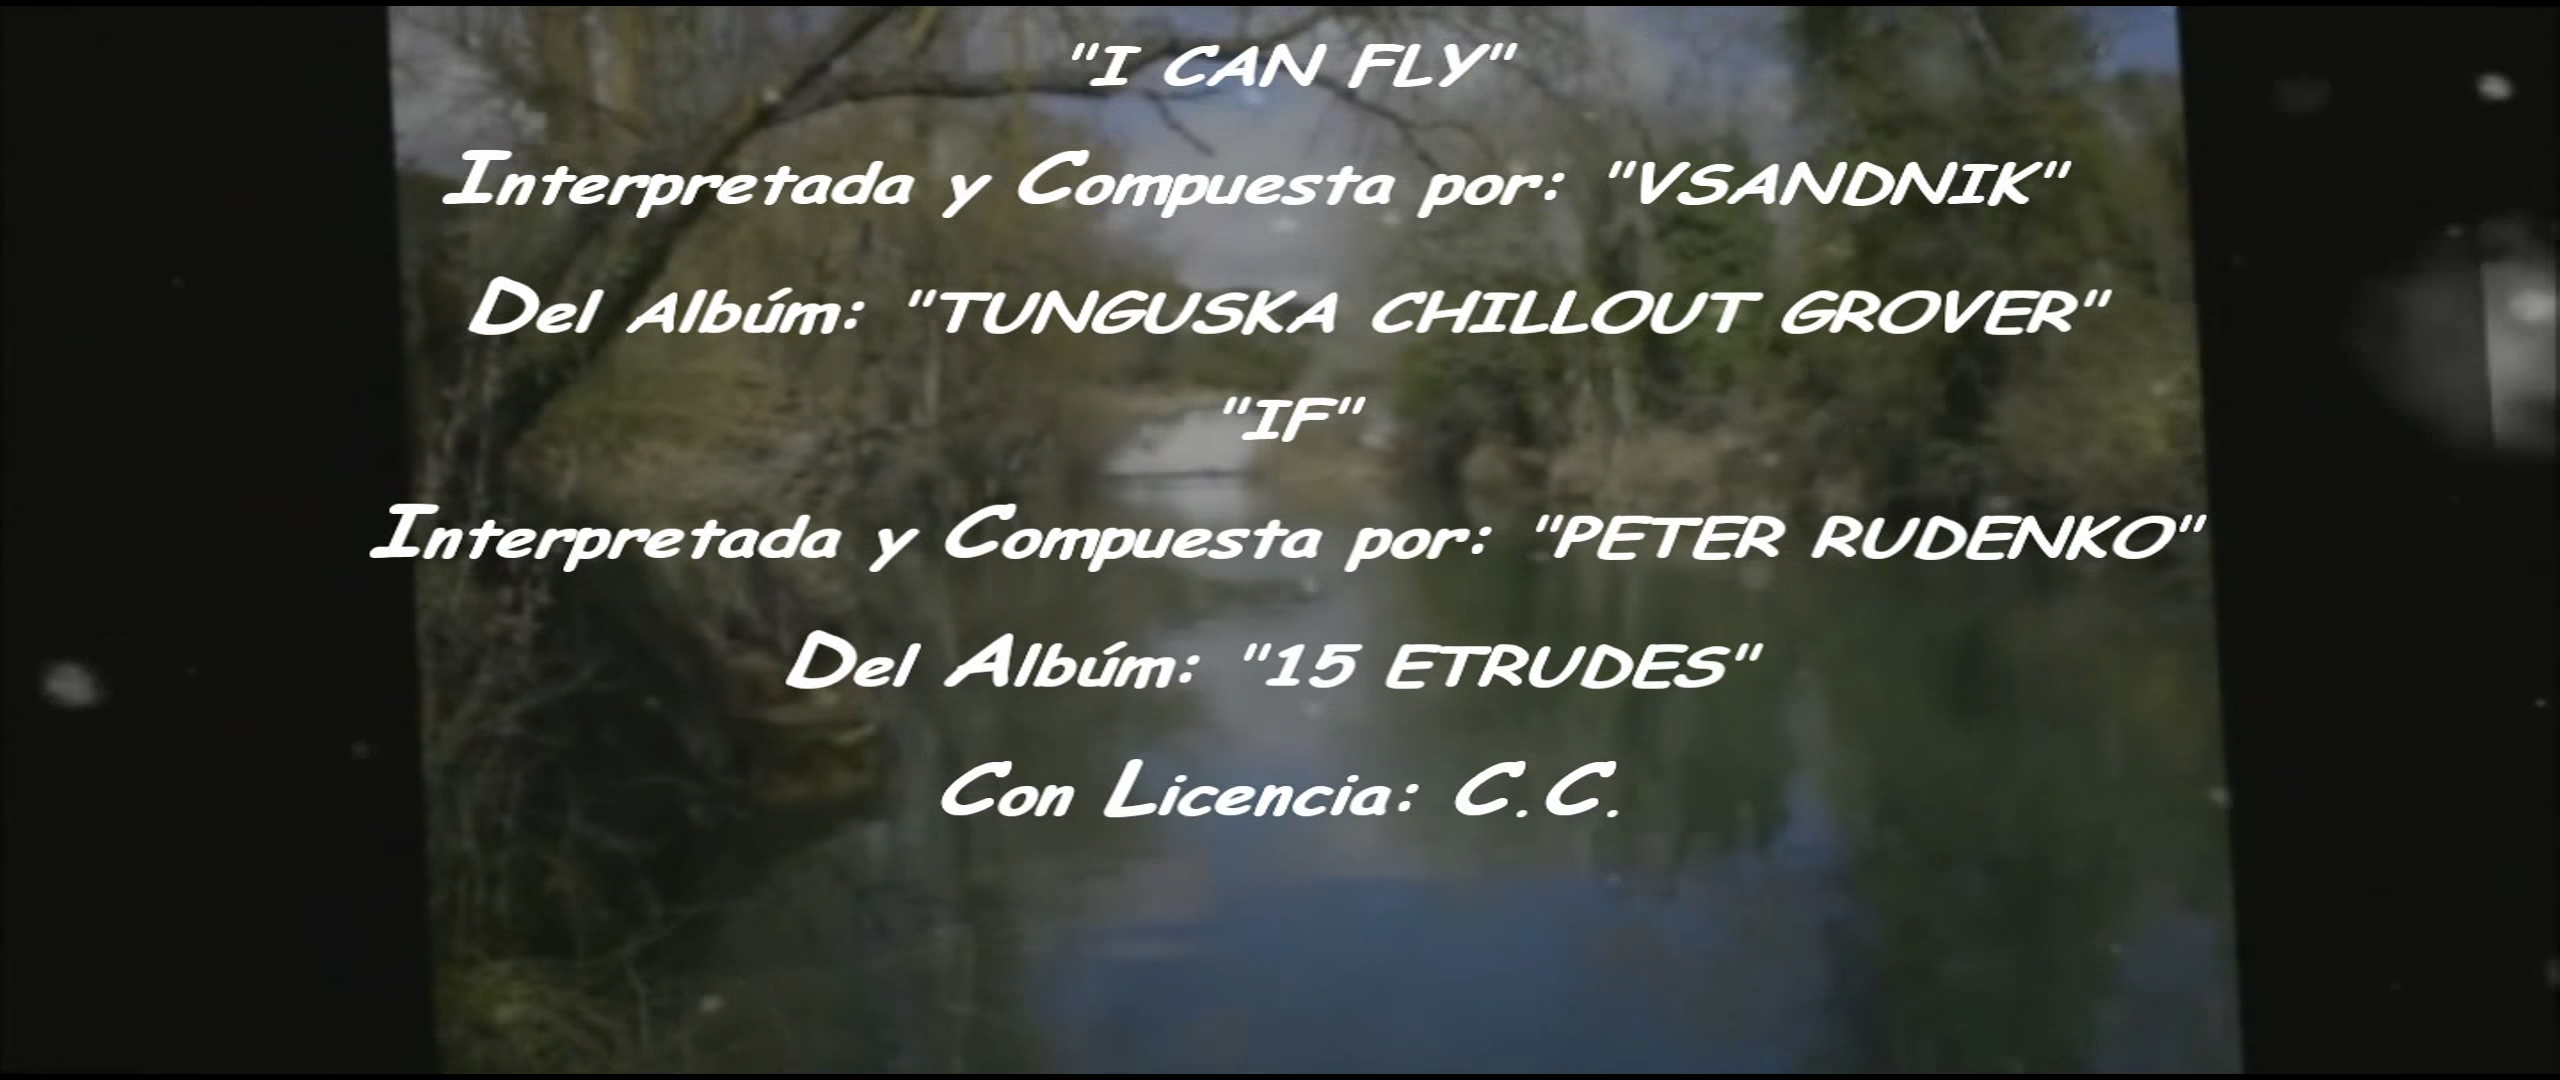 "I CAN FLY"
Interpretada y Compuesta por: "VSANDNIK"
Del Albúm: "TUNGUSKA CHILLOUT GROVER"
"IF"
Interpretada y Compuesta por: "PETER RUDENKO"
Del Albúm: "15 ETRUDES"
Con Licencia: C.C.